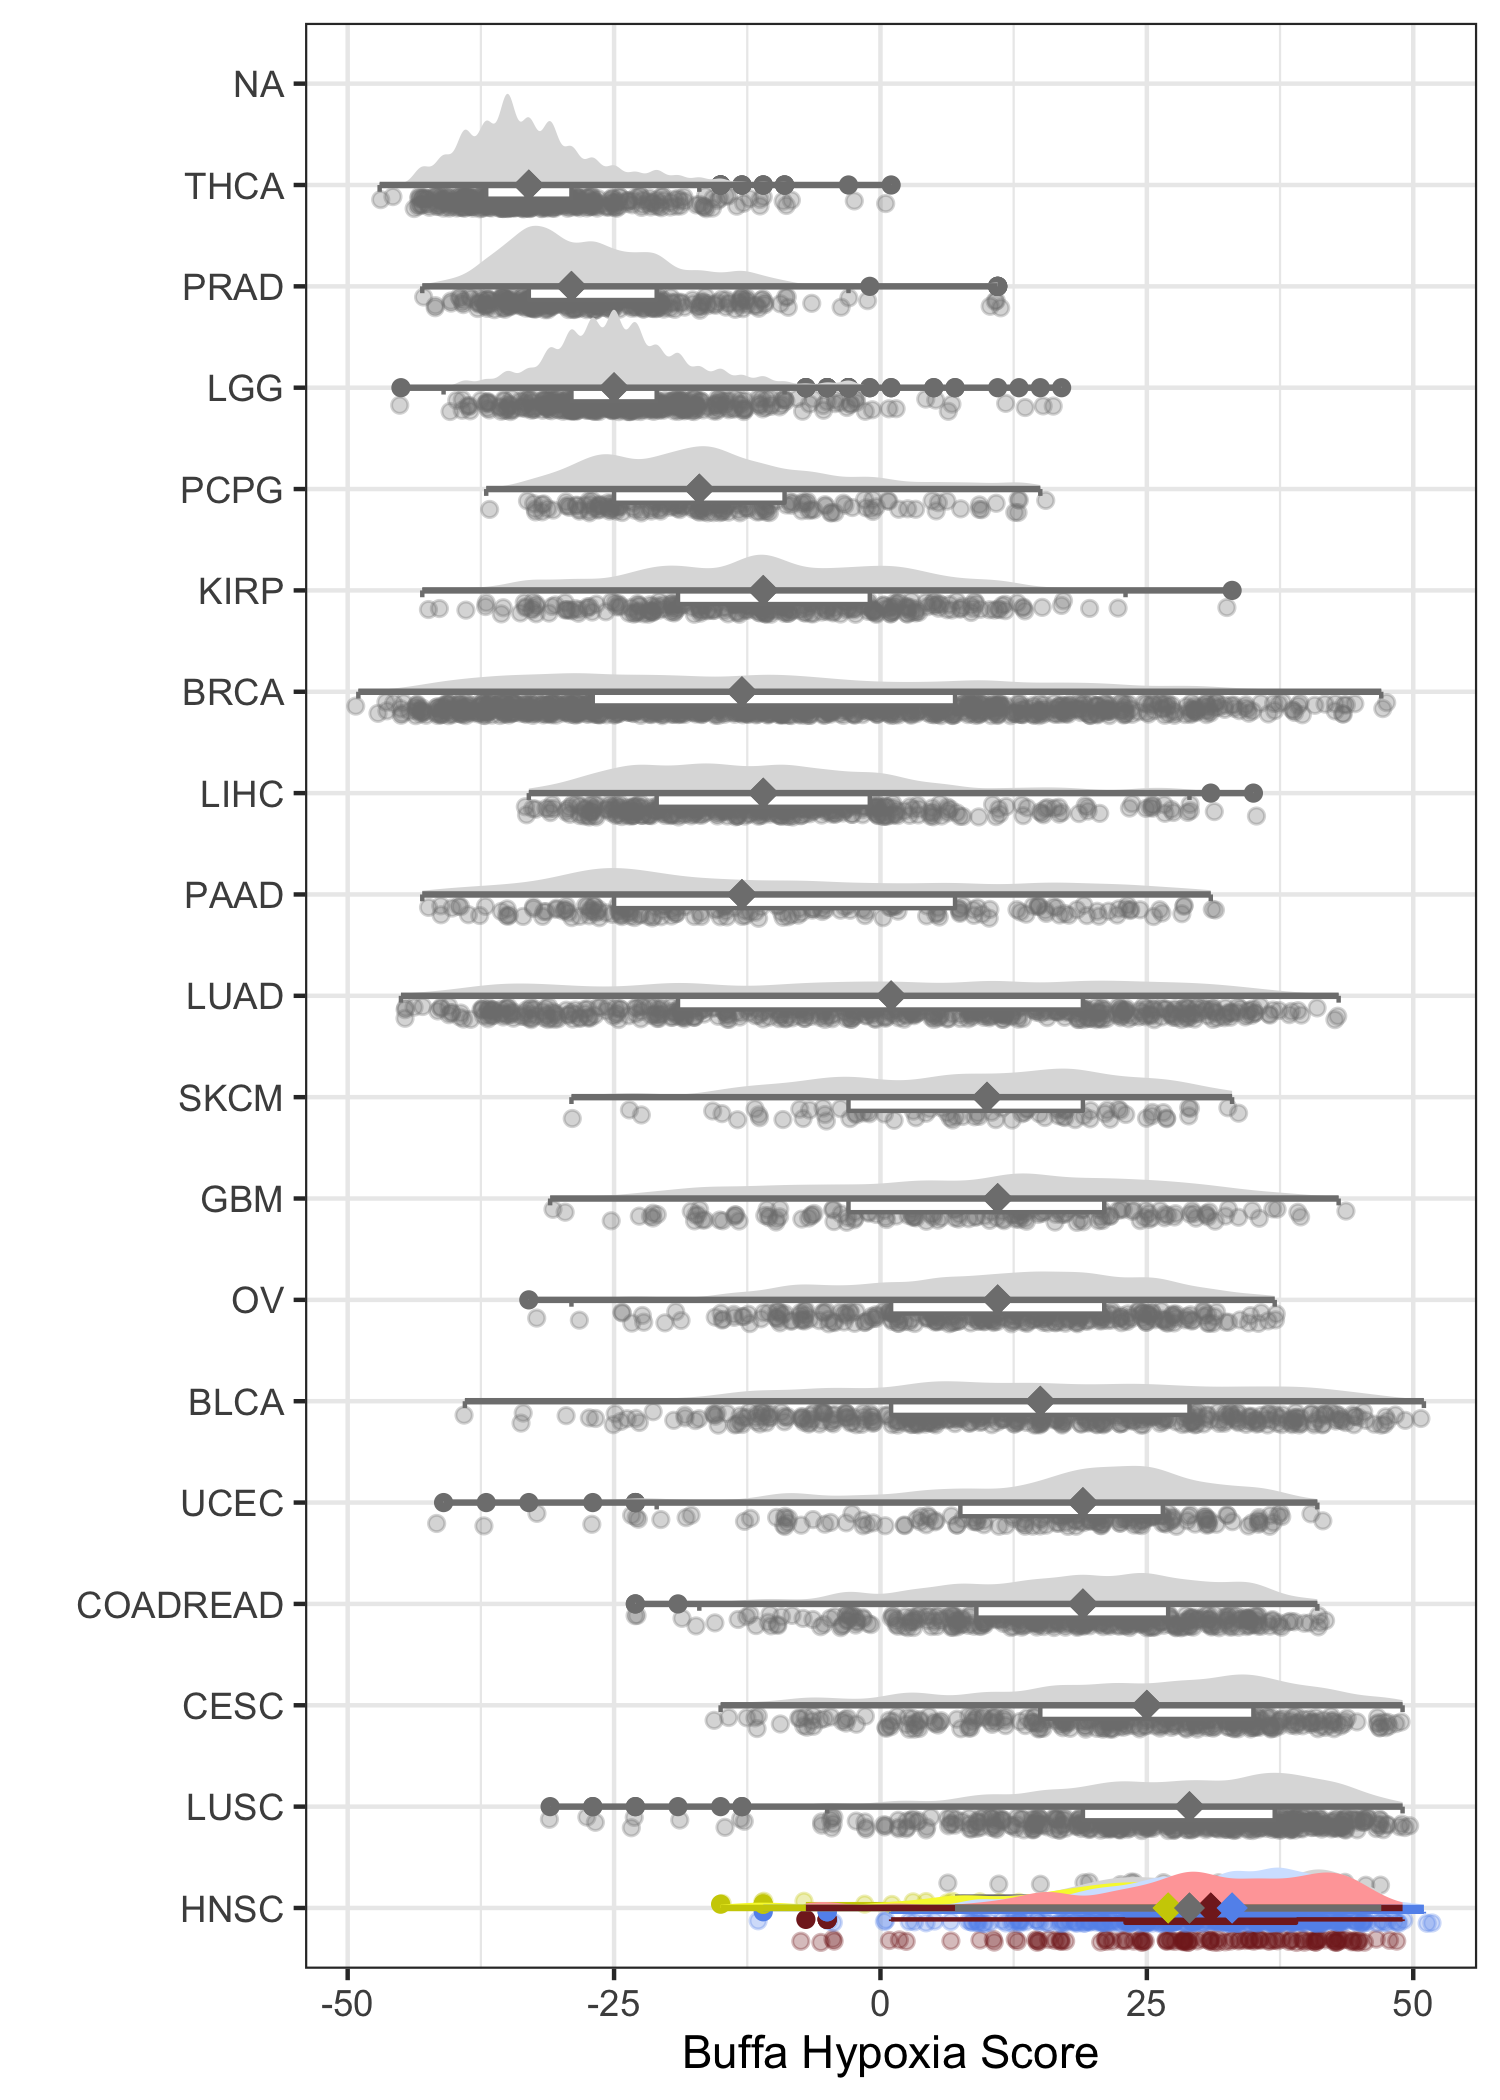 NA
THCA
PRAD
LGG
PCPG
KIRP
BRCA
LIHC
PAAD
LUAD
SKCM
GBM
OV
BLCA
UCEC
COADREAD
CESC
LUSC
HNSC
-50 -25 0 25 50
Buffa Hypoxia Score